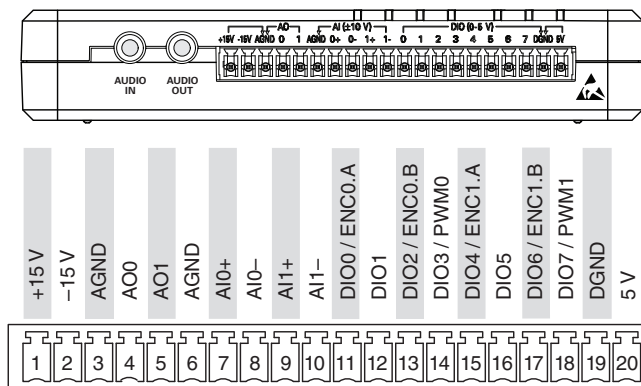 AO AI (±10 V) DIO (0-5 V)
+15V -15V AGND 0 1 AGND 0+ 0- 1+ 1- 0 1 2 3 4 5 6 7 DGND 5V
AUDIO IN
AUDIO OUT
+15 V
–15 V
AGND
AO0
AO1
AGND
AI0+
AI0–
AI1+
AI1–
DIO0 / ENC0.A
DIO1
DIO2 / ENC0.B
DIO3 / PWM0
DIO4 / ENC1.A
DIO5
DIO6 / ENC1.B
DIO7 / PWM1
DGND
5 V
1 2 3 4 5 6 7 8 9 10 11 12 13 14 15 16 17 18 19 20